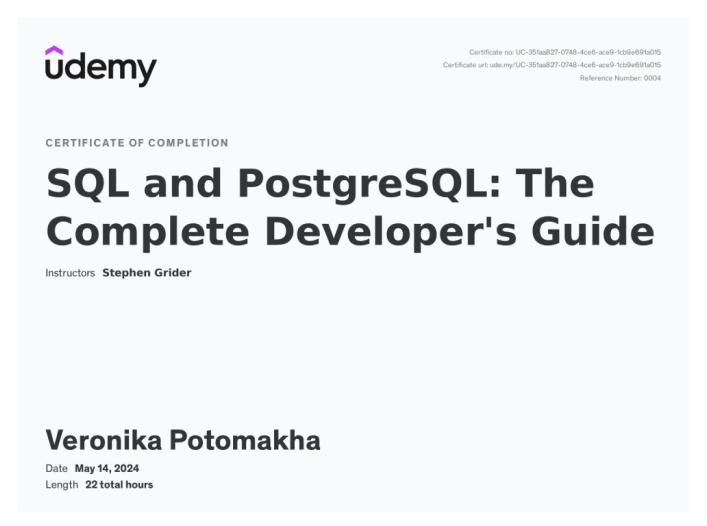 udemy
Certificate no: UC-351aa827-0748-4ce6-ace9-1cb9e691a015
Certificate url: ude.my/UC-351aa827-0748-4ce6-ace9-1cb9e691a015
Reference Number: 0004
CERTIFICATE OF COMPLETION
SQL and PostgreSQL: The
Complete Developer's Guide
Instructors Stephen Grider
Veronika Potomakha
Date May 14, 2024
Length 22 total hours